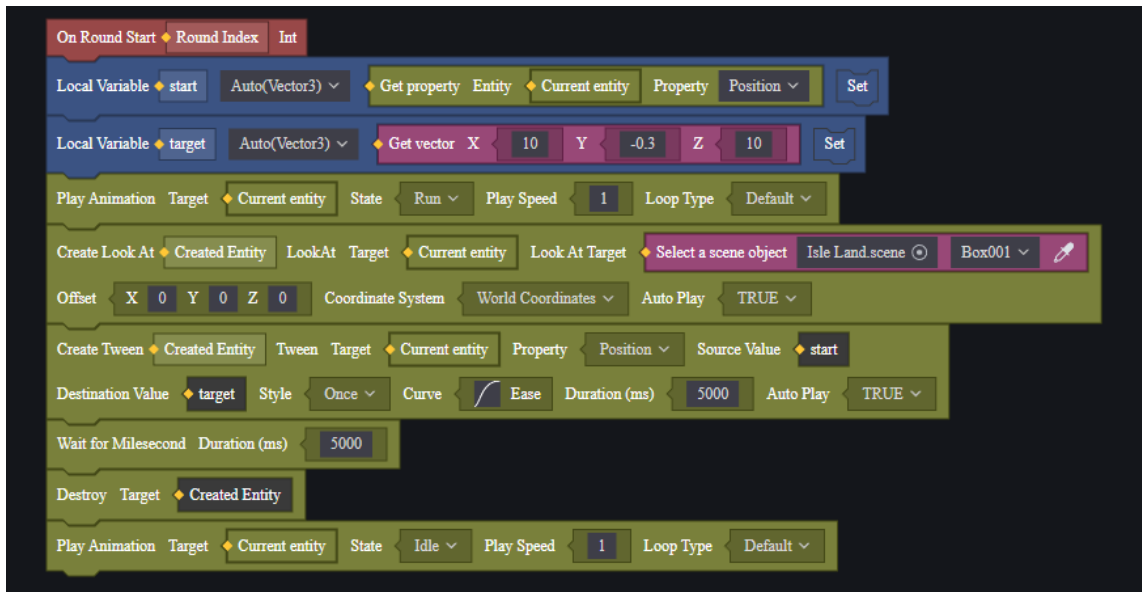 On Round Start Round Index Int
Local Variable start Auto(Vector3) Get property Entity Current entity Property Position Set
Local Variable target Auto(Vector3) Get vector X 10 Y -0.3 Z 10 Set
Play Animation Target Current entity State Run Play Speed 1 Loop Type Default
Create Look At Created Entity LookAt Target Current entity Look At Target Select a scene object Isle Land.scene Box001
Offset X 0 Y 0 Z 0 Coordinate System World Coordinates Auto Play TRUE
Create Tween Created Entity Tween Target Current entity Property Position Source Value start
Destination Value target Style Once Curve Ease Duration (ms) 5000 Auto Play TRUE
Wait for Milesecond Duration (ms) 5000
Destroy Target Created Entity
Play Animation Target Current entity State Idle Play Speed 1 Loop Type Default